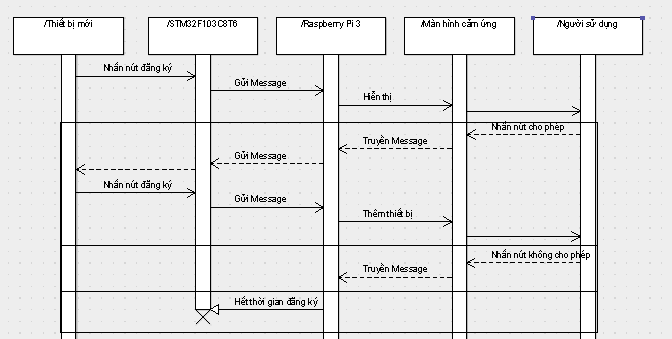 /Thiết bị mới
/STM32F103C8T6
/Raspberry Pi 3
/Màn hình cảm ứng
/Người sử dụng
Nhấn nút đăng ký
Gửi Message
Hiển thị
Nhấn nút cho phép
Truyền Message
Gửi Message
Nhấn nút đăng ký
Gửi Message
Thêm thiết bị
Nhấn nút không cho phép
Truyền Message
Hết thời gian đăng ký